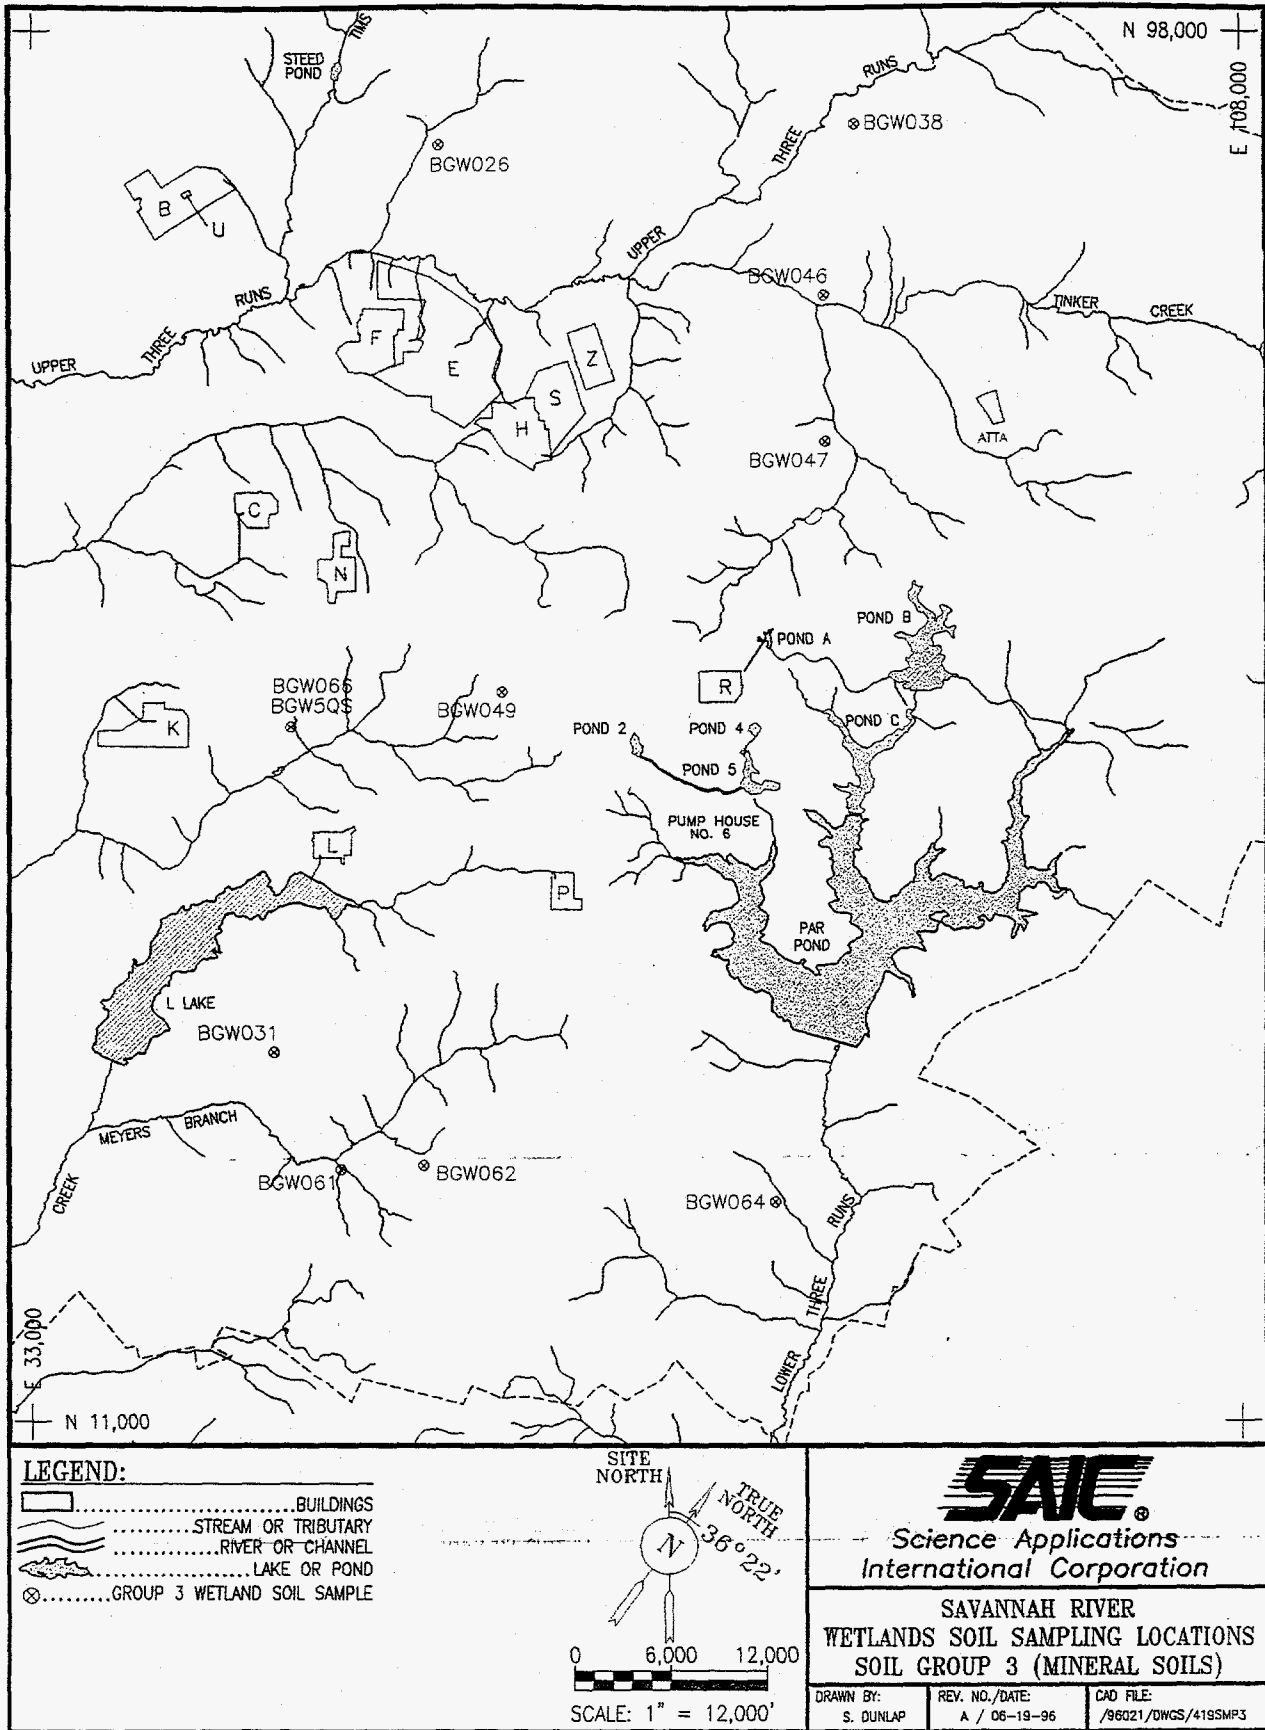 N 98,000
E 108,000
TIMS
STEED
POND
RUNS
THREE
UPPER
BGW038
BGW026
B
U
BGW046
TINKER
CREEK
RUNS
THREE
UPPER
F
E
Z
S
H
ATTA
BGW047
C
N
POND B
POND A
R
POND C
BGW066
BGW5QS
BGW049
K
POND 2
POND 4
POND 5
PUMP HOUSE
NO. 6
L
P
PAR
POND
L LAKE
BGW031
MEYERS BRANCH
CREEK
BGW061
BGW062
BGW064
RUNS
THREE
LOWER
E 33,000
N 11,000
LEGEND:
BUILDINGS
STREAM OR TRIBUTARY
RIVER OR CHANNEL
LAKE OR POND
GROUP 3 WETLAND SOIL SAMPLE
SITE
NORTH
TRUE
NORTH
36°22'
N
0 6,000 12,000
SCALE: 1" = 12,000'
SAIC®
Science Applications
International Corporation
SAVANNAH RIVER
WETLANDS SOIL SAMPLING LOCATIONS
SOIL GROUP 3 (MINERAL SOILS)
DRAWN BY:
S. DUNLAP
REV. NO./DATE:
A / 06-19-96
CAD FILE:
/96021/DWGS/419SMP3